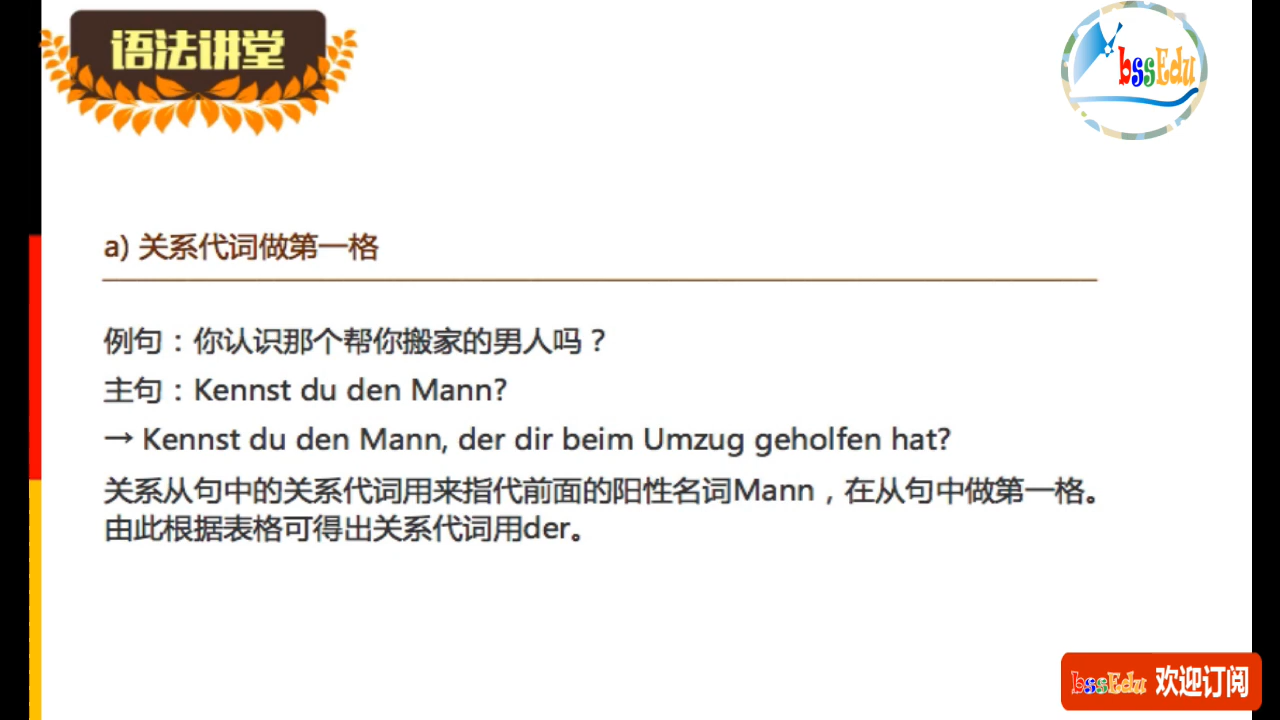 语法讲堂
bssEdu
a) 关系代词做第一格
例句：你认识那个帮你搬家的男人吗？
主句：Kennst du den Mann?
→ Kennst du den Mann, der dir beim Umzug geholfen hat?
关系从句中的关系代词用来指代前面的阳性名词Mann，在从句中做第一格。
由此根据表格可得出关系代词用der。
bssEdu 欢迎订阅